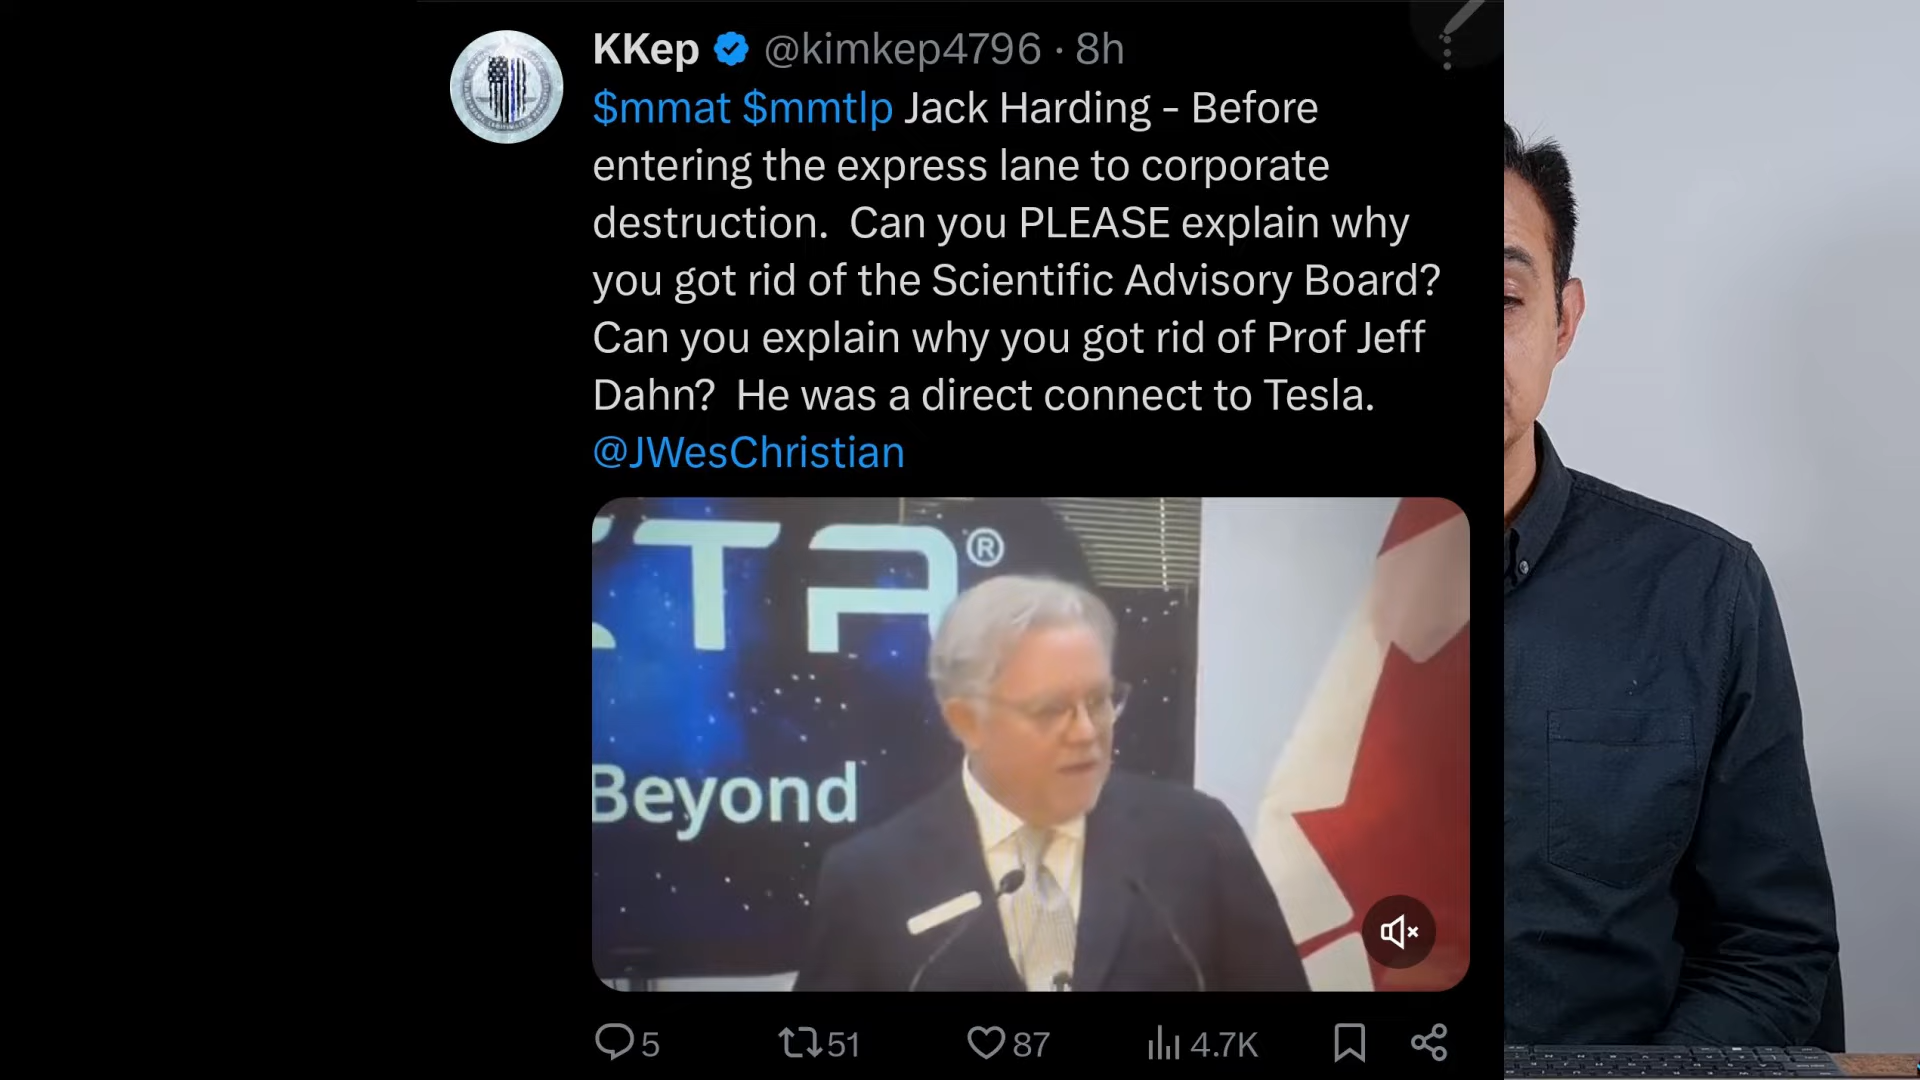 KKep @kimkep4796 · 8h
$mmat $mmtlp Jack Harding - Before
entering the express lane to corporate
destruction.  Can you PLEASE explain why
you got rid of the Scientific Advisory Board?
Can you explain why you got rid of Prof Jeff
Dahn?  He was a direct connect to Tesla.
@JWesChristian
TA®
Beyond
5 51 87 4.7K